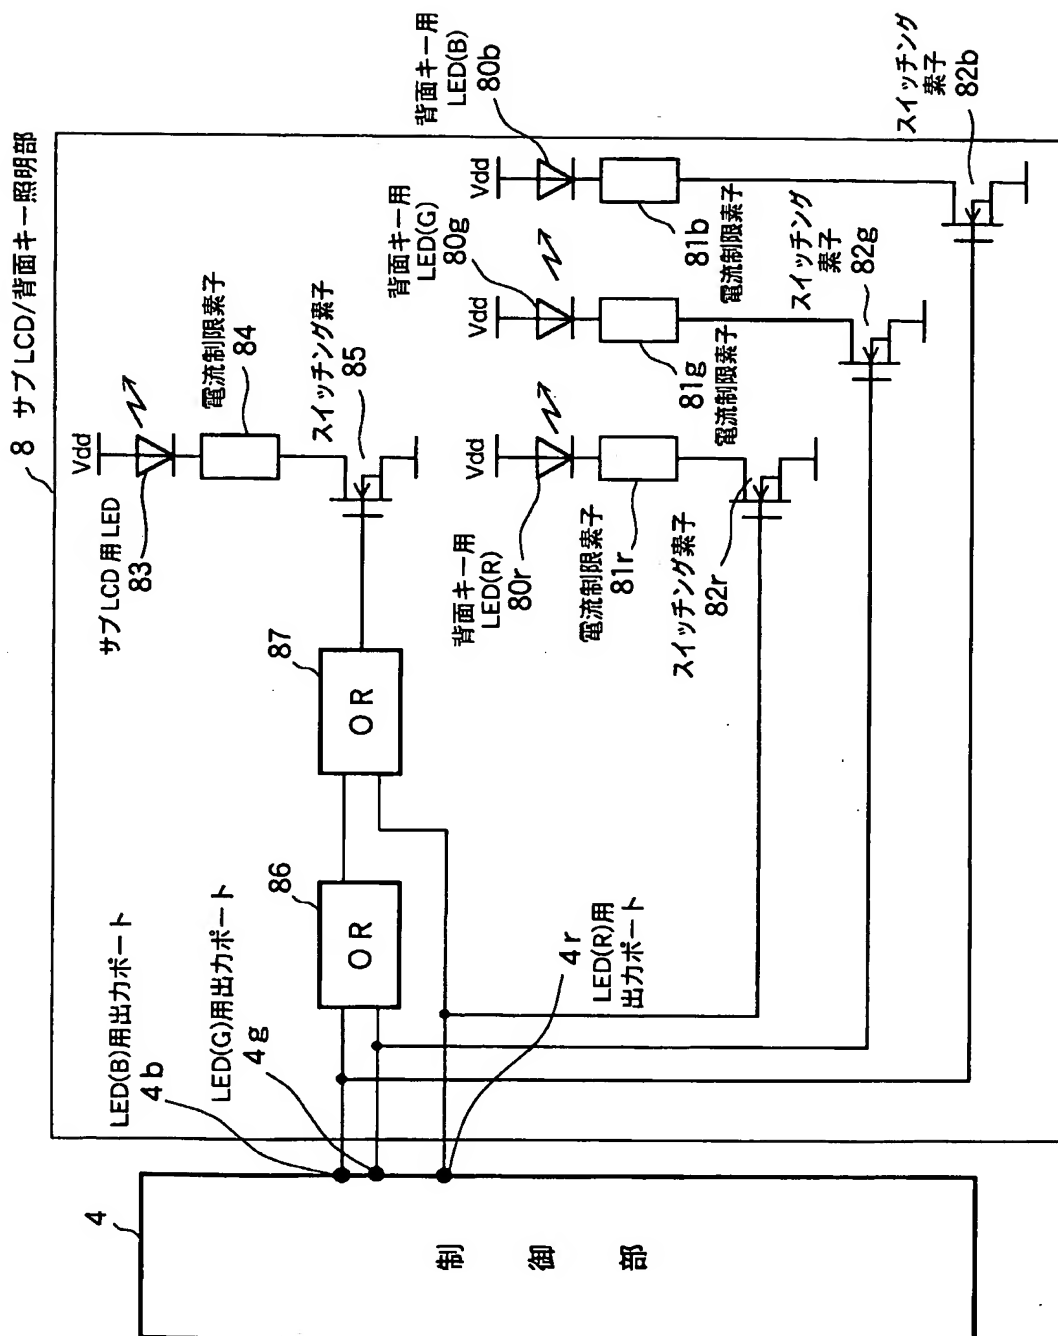 8 サブLCD/背面キー照明部
4
制御部
LED(B)用出力ポート
4b
LED(G)用出力ポート
4g
4r
LED(R)用
出力ポート
86
OR
87
OR
サブLCD用LED
83
Vdd
電流制限素子
84
スイッチング素子
85
背面キー用
LED(R)
80r
Vdd
電流制限素子
81r
スイッチング素子
82r
背面キー用
LED(G)
80g
Vdd
81g
電流制限素子
スイッチング
素子
82g
背面キー用
LED(B)
80b
Vdd
81b
電流制限素子
スイッチング
素子
82b